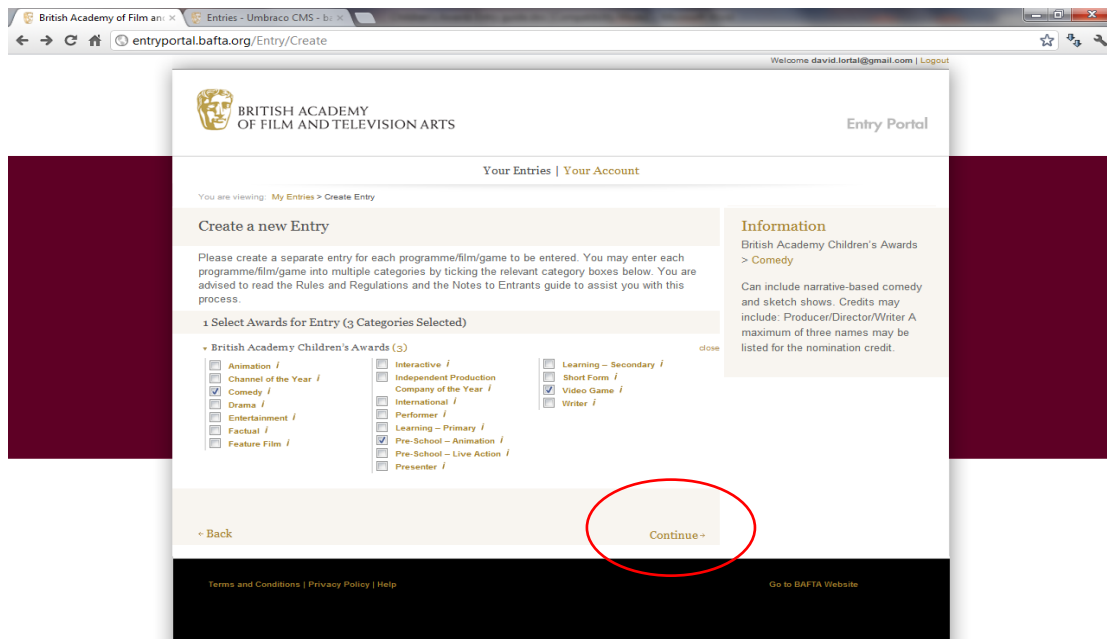 British Academy of Film an
Entries - Umbraco CMS - ba
entryportal.bafta.org/Entry/Create
Welcome david.lortal@gmail.com | Logout
BRITISH ACADEMY
OF FILM AND TELEVISION ARTS
Entry Portal
Your Entries | Your Account
You are viewing: My Entries > Create Entry
Create a new Entry
Please create a separate entry for each programme/film/game to be entered. You may enter each
programme/film/game into multiple categories by ticking the relevant category boxes below. You are
advised to read the Rules and Regulations and the Notes to Entrants guide to assist you with this
process.
1 Select Awards for Entry (3 Categories Selected)
British Academy Children's Awards (3)
close
Animation i
Channel of the Year i
Comedy i
Drama i
Entertainment i
Factual i
Feature Film i
Interactive i
Independent Production
Company of the Year i
International i
Performer i
Learning – Primary i
Pre-School – Animation i
Pre-School – Live Action i
Presenter i
Learning – Secondary i
Short Form i
Video Game i
Writer i
← Back
Continue →
Information
British Academy Children's Awards
> Comedy
Can include narrative-based comedy
and sketch shows. Credits may
include: Producer/Director/Writer A
maximum of three names may be
listed for the nomination credit.
Terms and Conditions | Privacy Policy | Help
Go to BAFTA Website